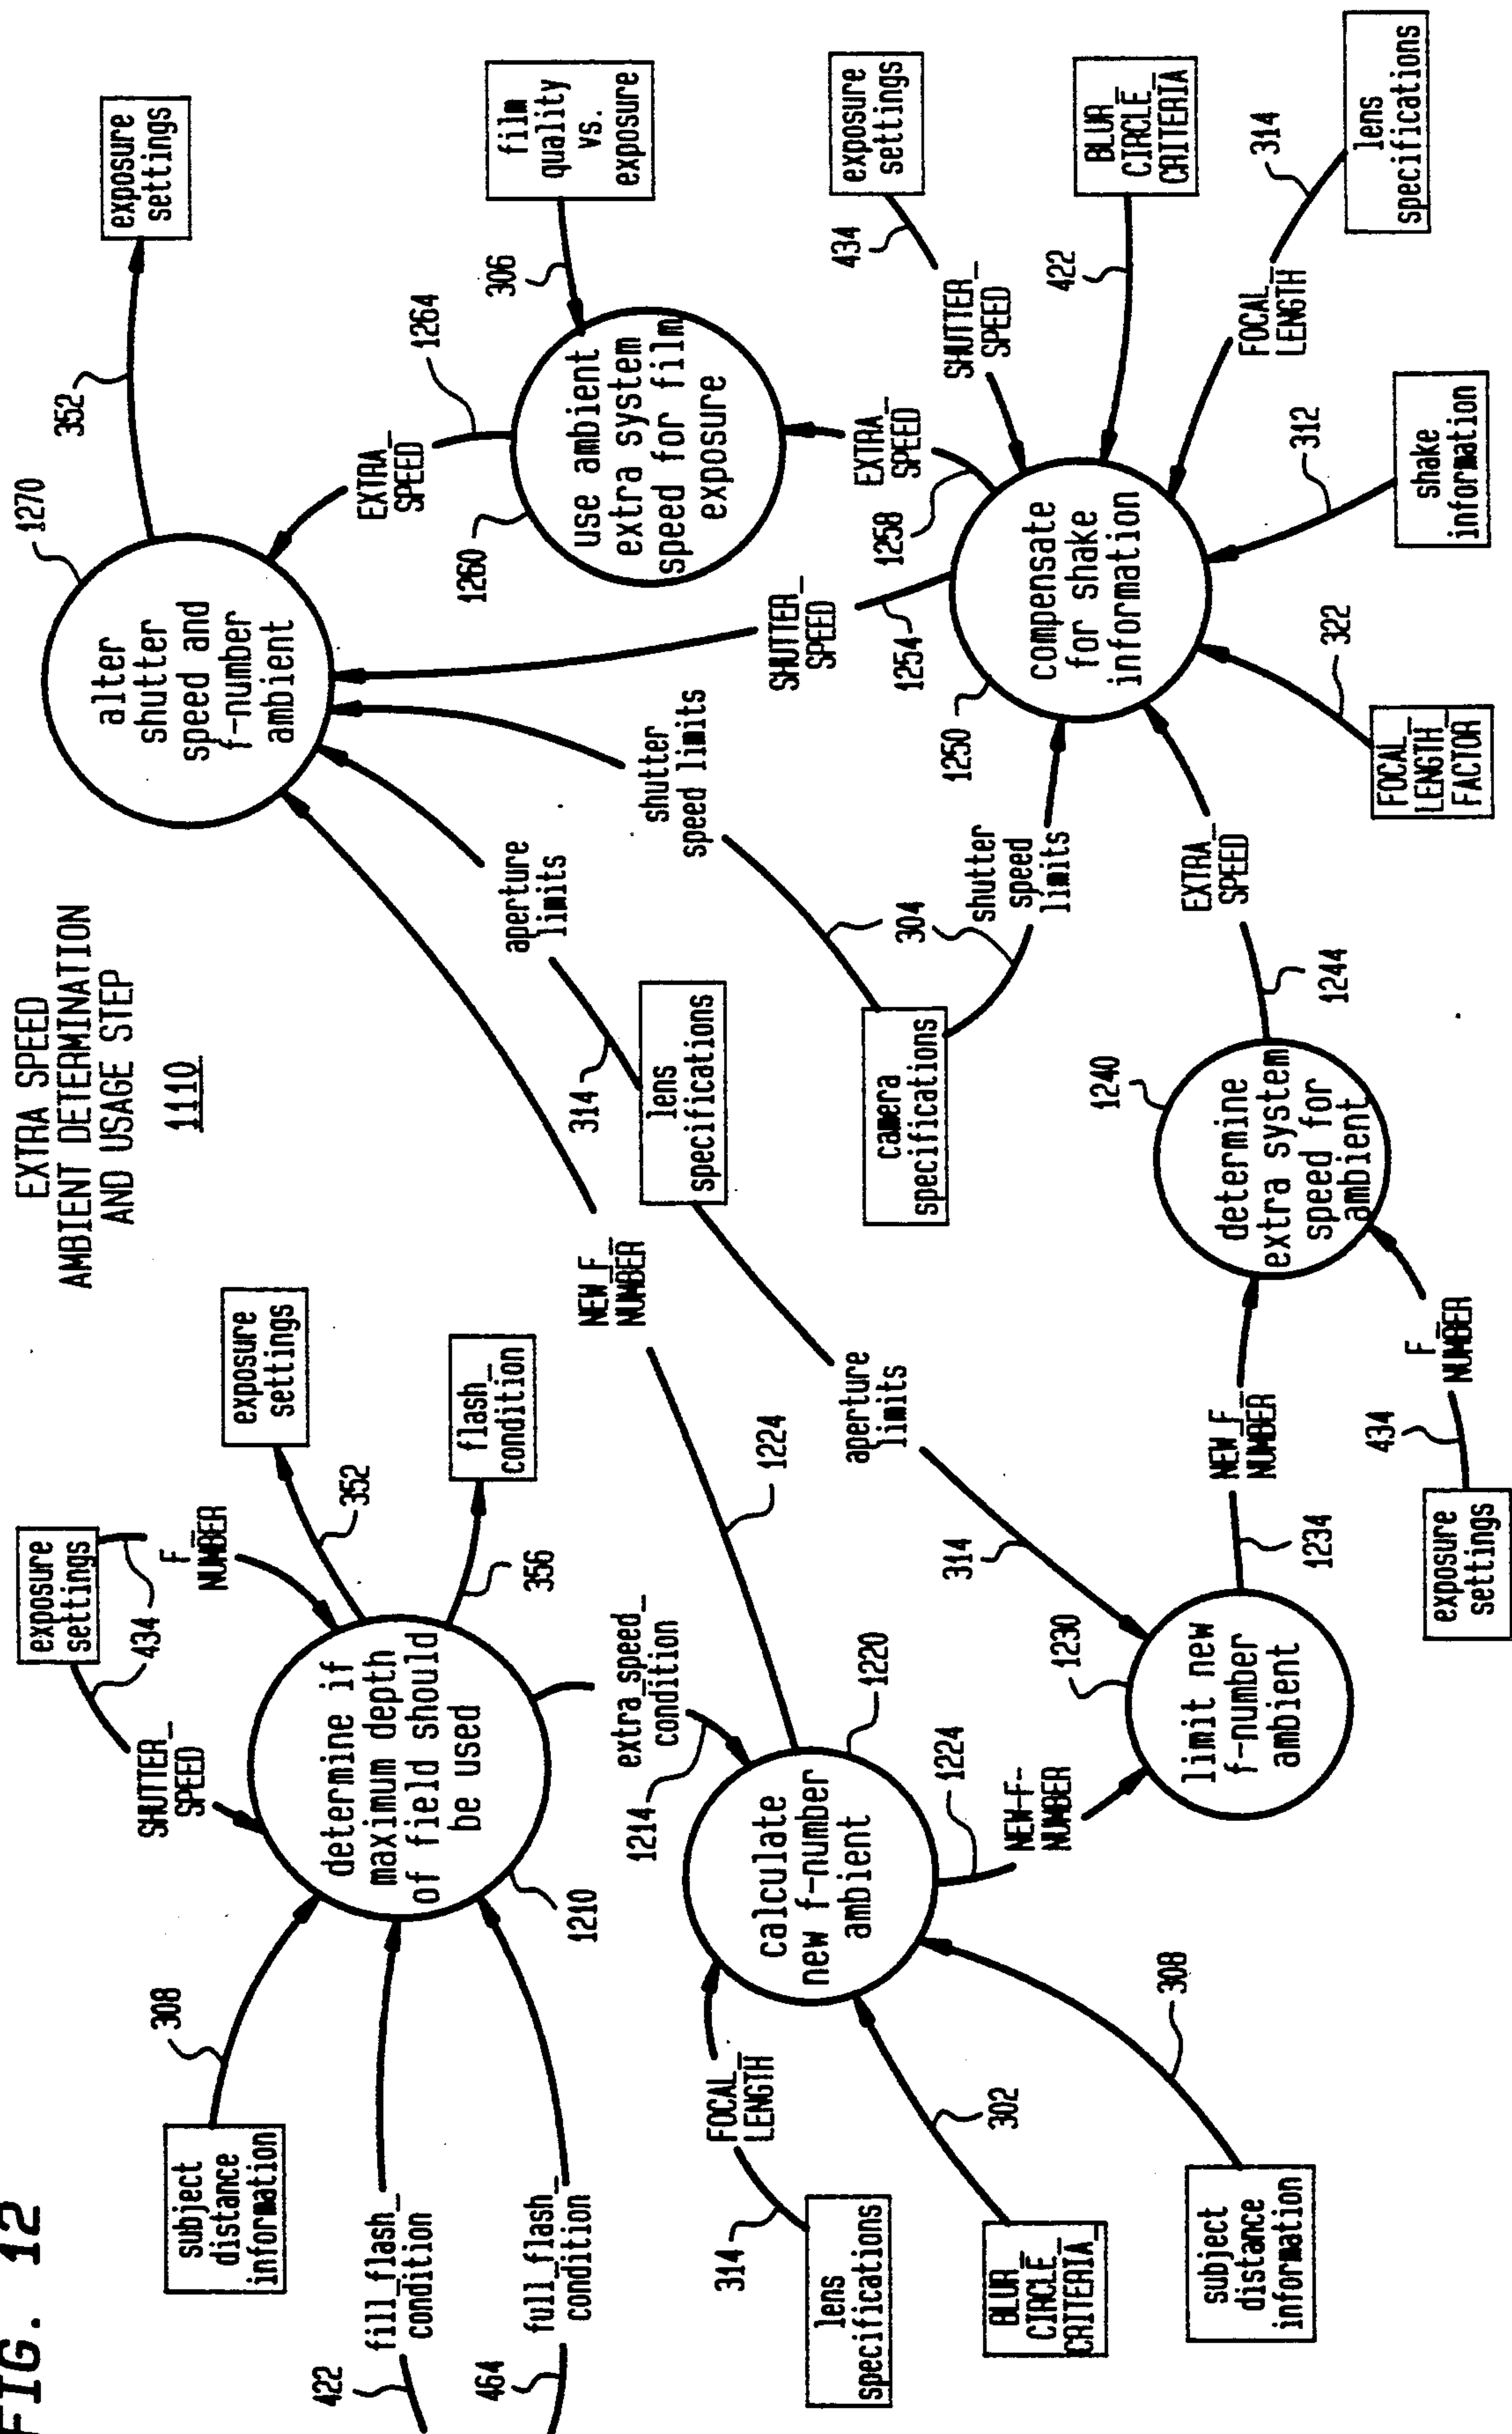 FIG. 12
EXTRA SPEED
AMBIENT DETERMINATION
AND USAGE STEP
1110
exposure
settings
434
SHUTTER_
SPEED
F_
NUMBER
subject
distance
information
308
fill_flash_
condition
422
full_flash_
condition
464
determine if
maximum depth
of field should
be used
1210
exposure
settings
352
flash_
condition
356
extra_speed_
condition
1214
lens
specifications
314
FOCAL_
LENGTH
BLUR_
CIRCLE_
CRITERIA_
302
subject
distance
information
308
calculate
new f-number
ambient
1220
1224
NEW_F_
NUMBER
1224
NEW-F-
NUMBER
limit new
f-number
ambient
1230
1234
NEW_F_
NUMBER
lens
specifications
314
aperture
limits
314
aperture
limits
exposure
settings
434
F_
NUMBER
determine
extra system
speed for
ambient
1240
1244
EXTRA_
SPEED
camera
specifications
304
shutter
speed limits
shutter
speed
limits
compensate
for shake
information
1250
1254
SHUTTER_
SPEED
1258
EXTRA_
SPEED
FOCAL_
LENGTH_
FACTOR
322
shake
information
312
lens
specifications
314
FOCAL_
LENGTH
BLUR_
CIRCLE_
CRITERIA
422
exposure
settings
434
SHUTTER_
SPEED
use ambient
extra system
speed for film
exposure
1260
1264
EXTRA_
SPEED
film
quality
vs.
exposure
306
alter
shutter
speed and
f-number
ambient
1270
352
exposure
settings